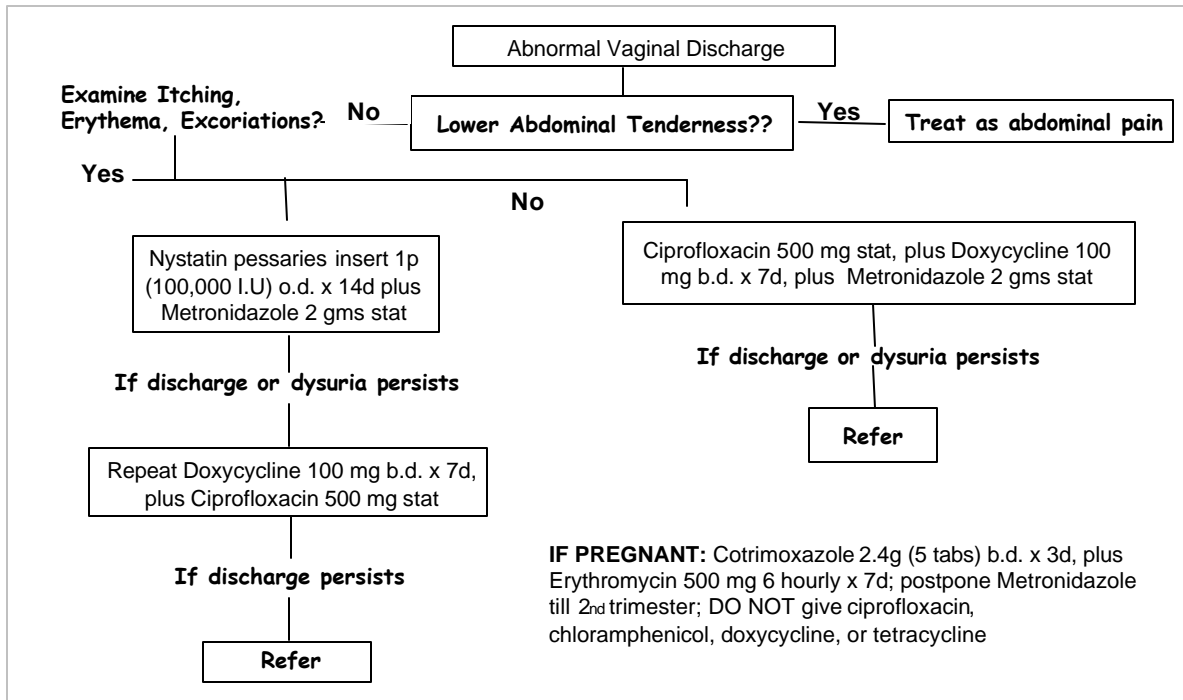 Abnormal Vaginal Discharge
Examine Itching,
Erythema, Excoriations?
No
Lower Abdominal Tenderness??
Yes
Treat as abdominal pain
Yes
No
Nystatin pessaries insert 1p
(100,000 I.U) o.d. x 14d plus
Metronidazole 2 gms stat
Ciprofloxacin 500 mg stat, plus Doxycycline 100
mg b.d. x 7d, plus Metronidazole 2 gms stat
If discharge or dysuria persists
If discharge or dysuria persists
Refer
Repeat Doxycycline 100 mg b.d. x 7d,
plus Ciprofloxacin 500 mg stat
If discharge persists
Refer
IF PREGNANT: Cotrimoxazole 2.4g (5 tabs) b.d. x 3d, plus
Erythromycin 500 mg 6 hourly x 7d; postpone Metronidazole
till 2nd trimester; DO NOT give ciprofloxacin,
chloramphenicol, doxycycline, or tetracycline